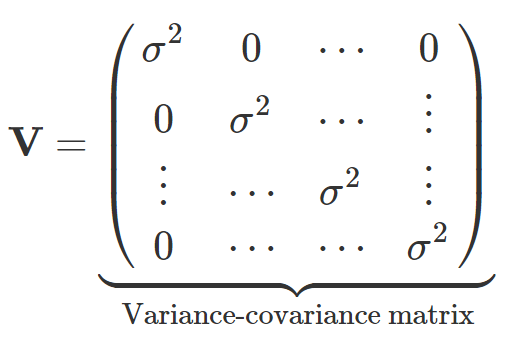 σ² 0 ⋯ 0
0 σ² ⋯ ⋮
V =
⋮ ⋯ σ² ⋮
0 ⋯ ⋯ σ²
Variance-covariance matrix